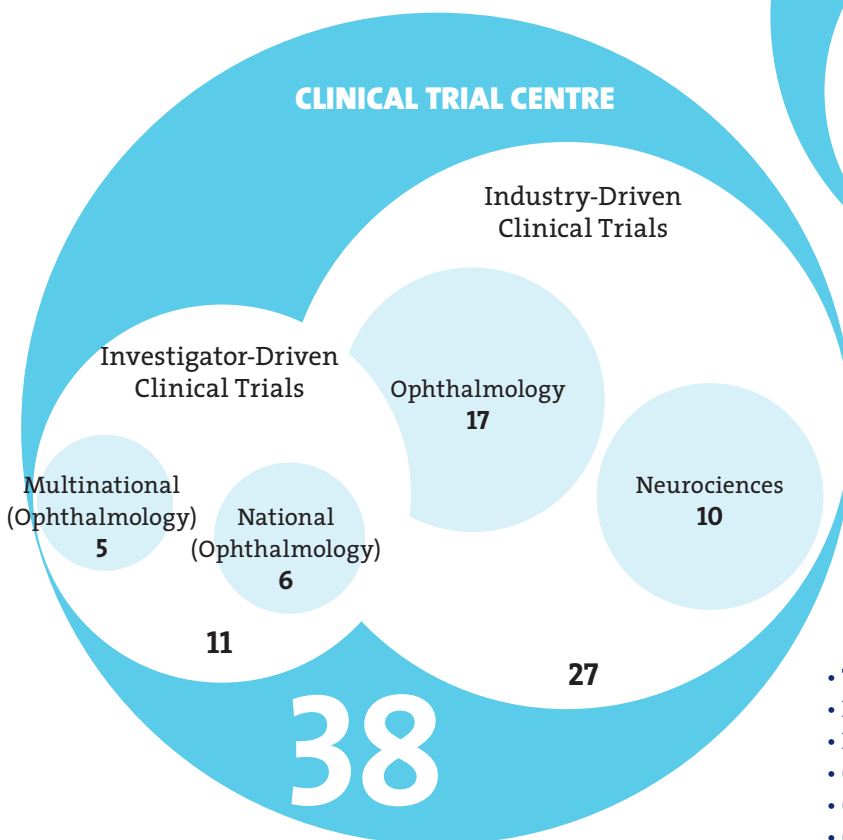 CLINICAL TRIAL CENTRE
Industry-Driven
Clinical Trials
Investigator-Driven
Clinical Trials
Ophthalmology
17
Multinational
(Ophthalmology)
5
National
(Ophthalmology)
6
Neurociences
10
11
27
38